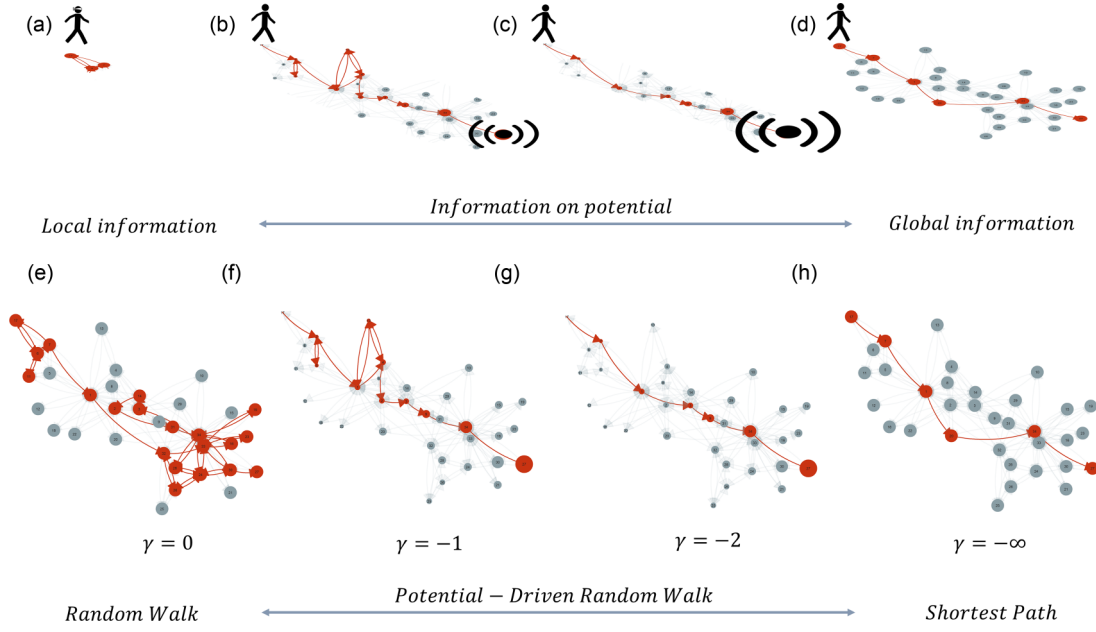 (a)
(b)
(c)
(d)
Local information
Information on potential
Global information
(e)
(f)
(g)
(h)
γ = 0
γ = −1
γ = −2
γ = −∞
Random Walk
Potential − Driven Random Walk
Shortest Path